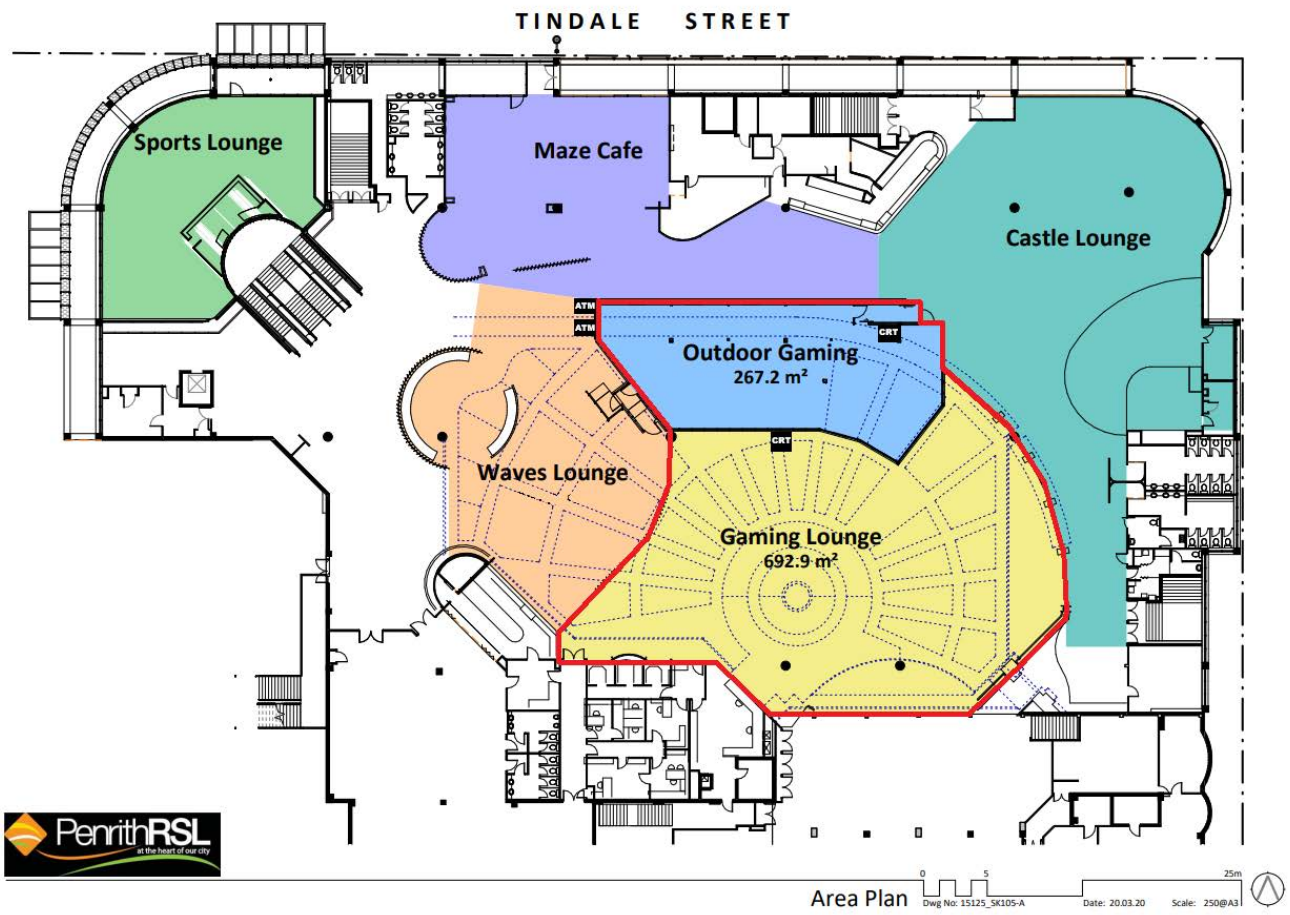 TINDALE STREET
Sports Lounge
Maze Cafe
Castle Lounge
ATM
ATM
CRT
Outdoor Gaming
267.2 m²
CRT
Waves Lounge
Gaming Lounge
692.9 m²
PenrithRSL
at the heart of our city
Area Plan
0 5 25m
Dwg No: 15125_SK105-A Date: 20.03.20 Scale: 250@A3